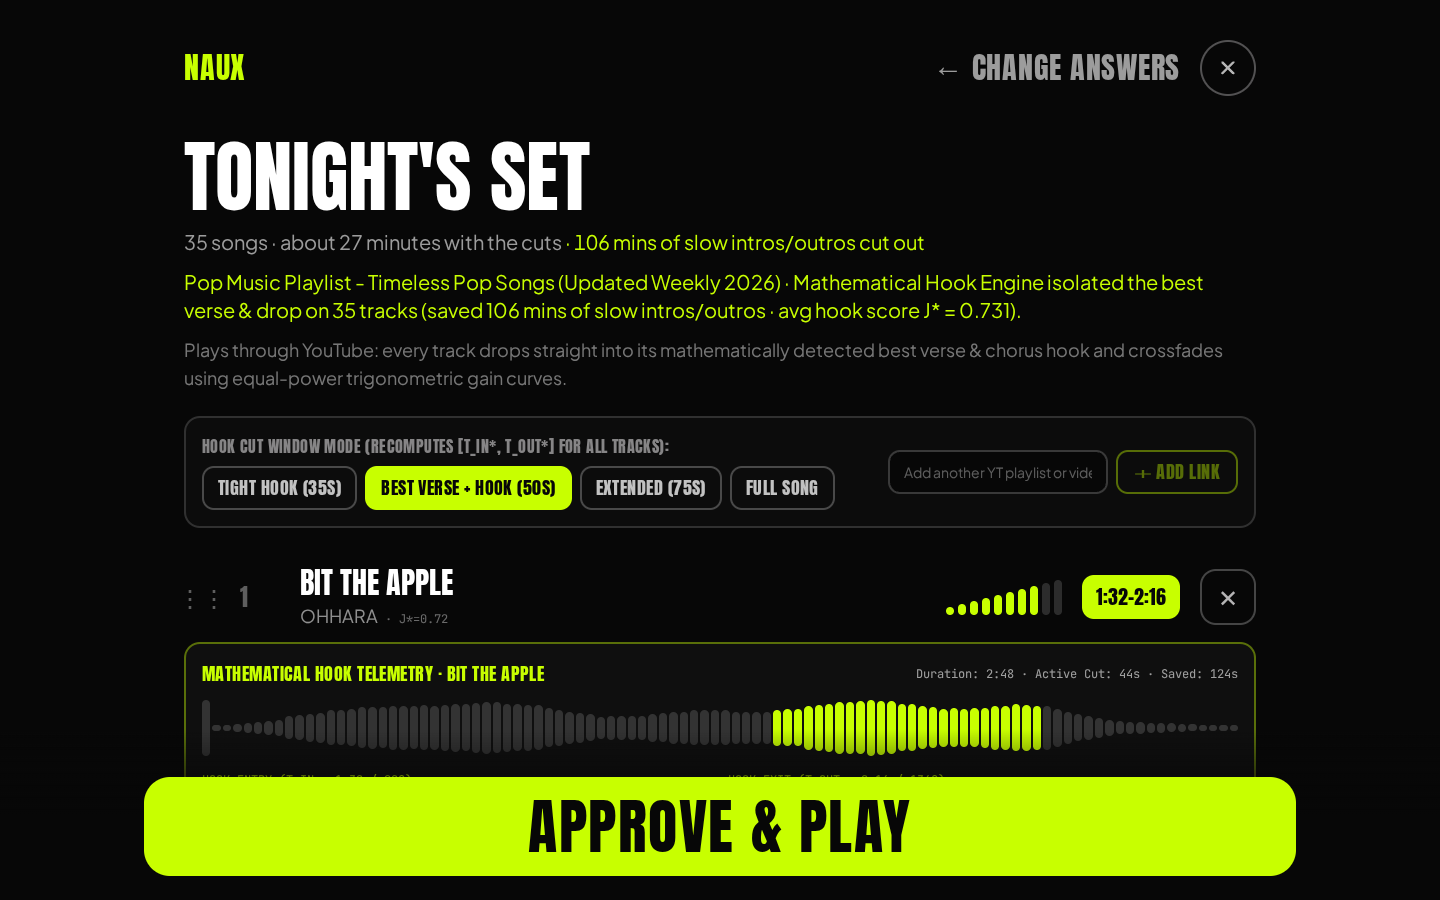 NAUX
← CHANGE ANSWERS
TONIGHT'S SET
35 songs · about 27 minutes with the cuts · 106 mins of slow intros/outros cut out
Pop Music Playlist - Timeless Pop Songs (Updated Weekly 2026) · Mathematical Hook Engine isolated the best
verse & drop on 35 tracks (saved 106 mins of slow intros/outros · avg hook score J* = 0.731).
Plays through YouTube: every track drops straight into its mathematically detected best verse & chorus hook and crossfades
using equal-power trigonometric gain curves.
HOOK CUT WINDOW MODE (RECOMPUTES [T_IN*, T_OUT*] FOR ALL TRACKS):
TIGHT HOOK (35S)
BEST VERSE + HOOK (50S)
EXTENDED (75S)
FULL SONG
Add another YT playlist or vide
+ ADD LINK
1
BIT THE APPLE
OHHARA · J*=0.72
1:32-2:16
MATHEMATICAL HOOK TELEMETRY · BIT THE APPLE
Duration: 2:48 · Active Cut: 44s · Saved: 124s
APPROVE & PLAY